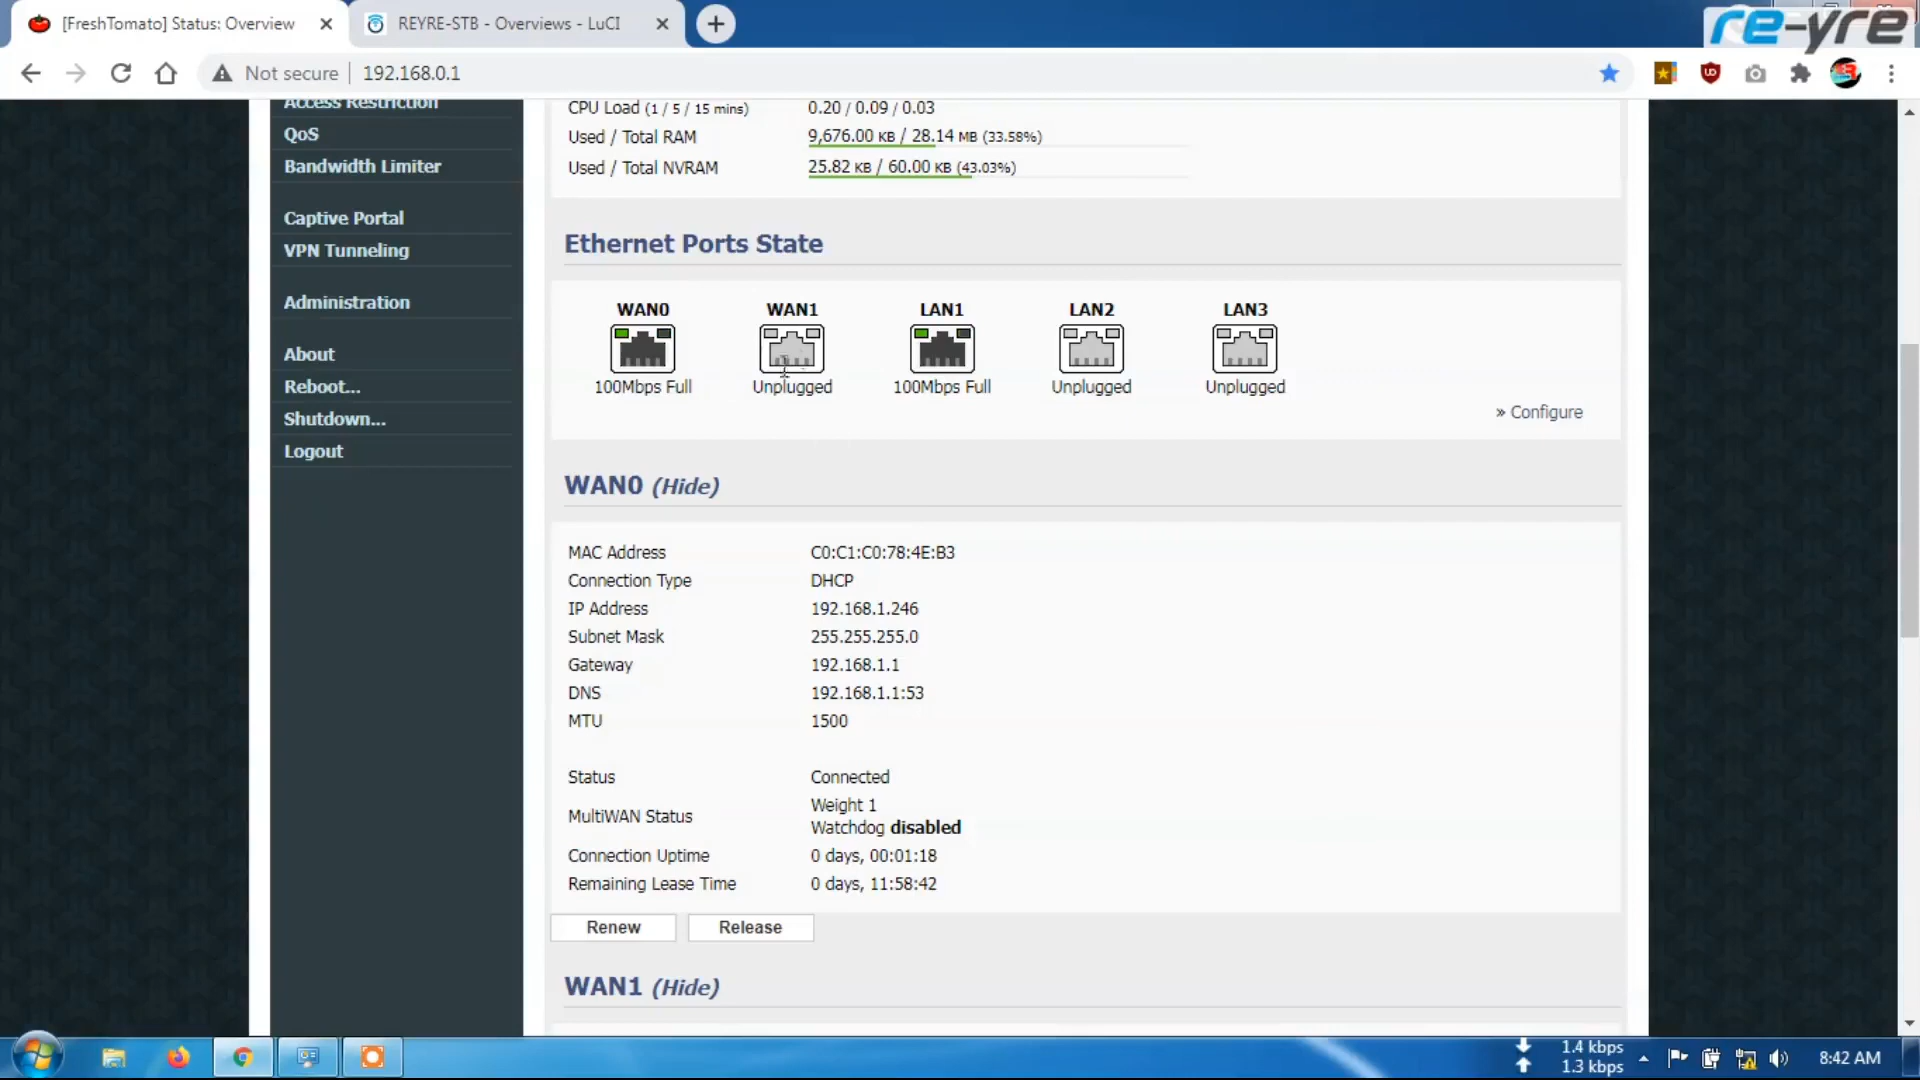 [FreshTomato] Status: Overview
REYRE-STB - Overviews - LuCI
re-yre
Not secure
192.168.0.1
Access Restriction
QoS
Bandwidth Limiter
Captive Portal
VPN Tunneling
Administration
About
Reboot...
Shutdown...
Logout
CPU Load (1 / 5 / 15 mins) 0.20 / 0.09 / 0.03
Used / Total RAM 9,676.00 KB / 28.14 MB (33.58%)
Used / Total NVRAM 25.82 KB / 60.00 KB (43.03%)
Ethernet Ports State
WAN0 WAN1 LAN1 LAN2 LAN3
100Mbps Full Unplugged 100Mbps Full Unplugged Unplugged
» Configure
WAN0 (Hide)
MAC Address C0:C1:C0:78:4E:B3
Connection Type DHCP
IP Address 192.168.1.246
Subnet Mask 255.255.255.0
Gateway 192.168.1.1
DNS 192.168.1.1:53
MTU 1500
Status Connected
MultiWAN Status Weight 1
Watchdog disabled
Connection Uptime 0 days, 00:01:18
Remaining Lease Time 0 days, 11:58:42
Renew Release
WAN1 (Hide)
1.4 kbps
1.3 kbps
8:42 AM